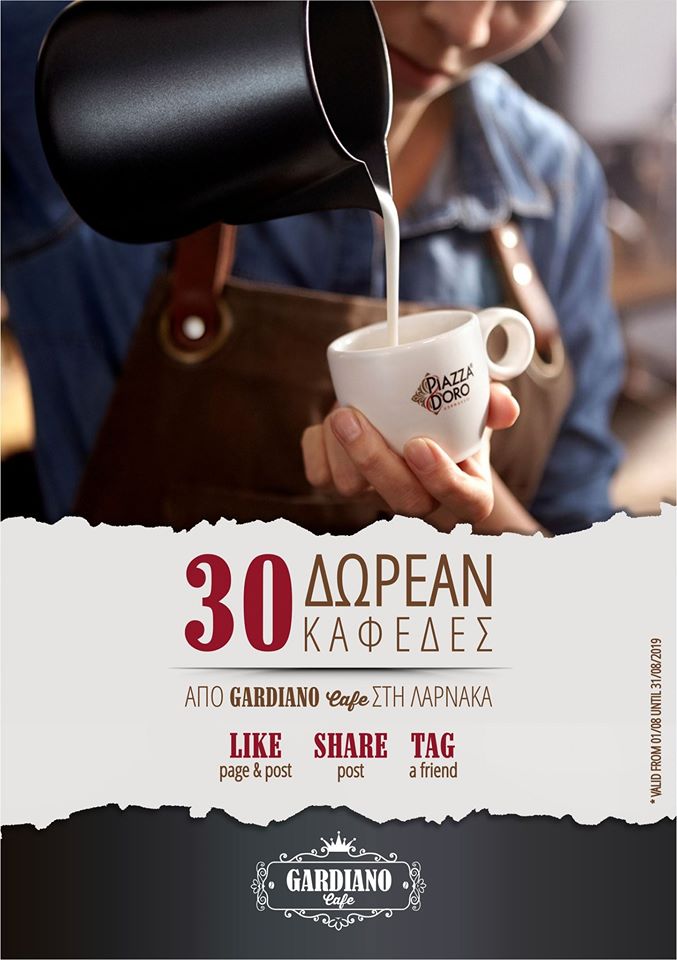 PIAZZA
D'ORO
30 ΔΩΡΕΑΝ
ΚΑΦΕΔΕΣ
ΑΠΟ GARDIANO Cafe ΣΤΗ ΛΑΡΝΑΚΑ
LIKE SHARE TAG
page & post post a friend
* VALID FROM 01/08 UNTIL 31/08/2019
GARDIANO
Cafe